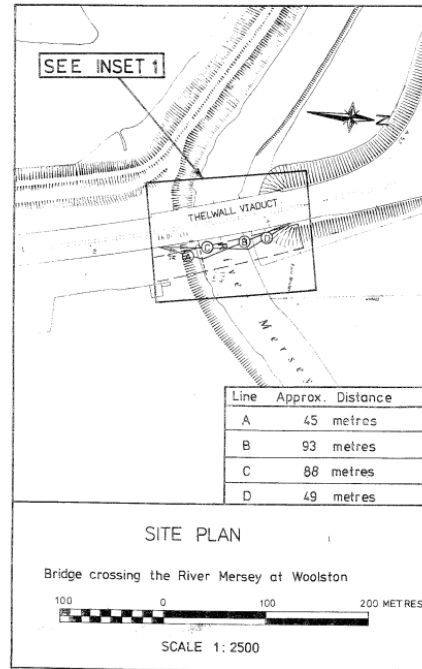 SEE INSET 1
N
THELWALL VIADUCT
C
B
D
A
Mersey
Line Approx. Distance
A 45 metres
B 93 metres
C 88 metres
D 49 metres
SITE PLAN
Bridge crossing the River Mersey at Woolston
100 0 100 200 METRES
SCALE 1: 2500